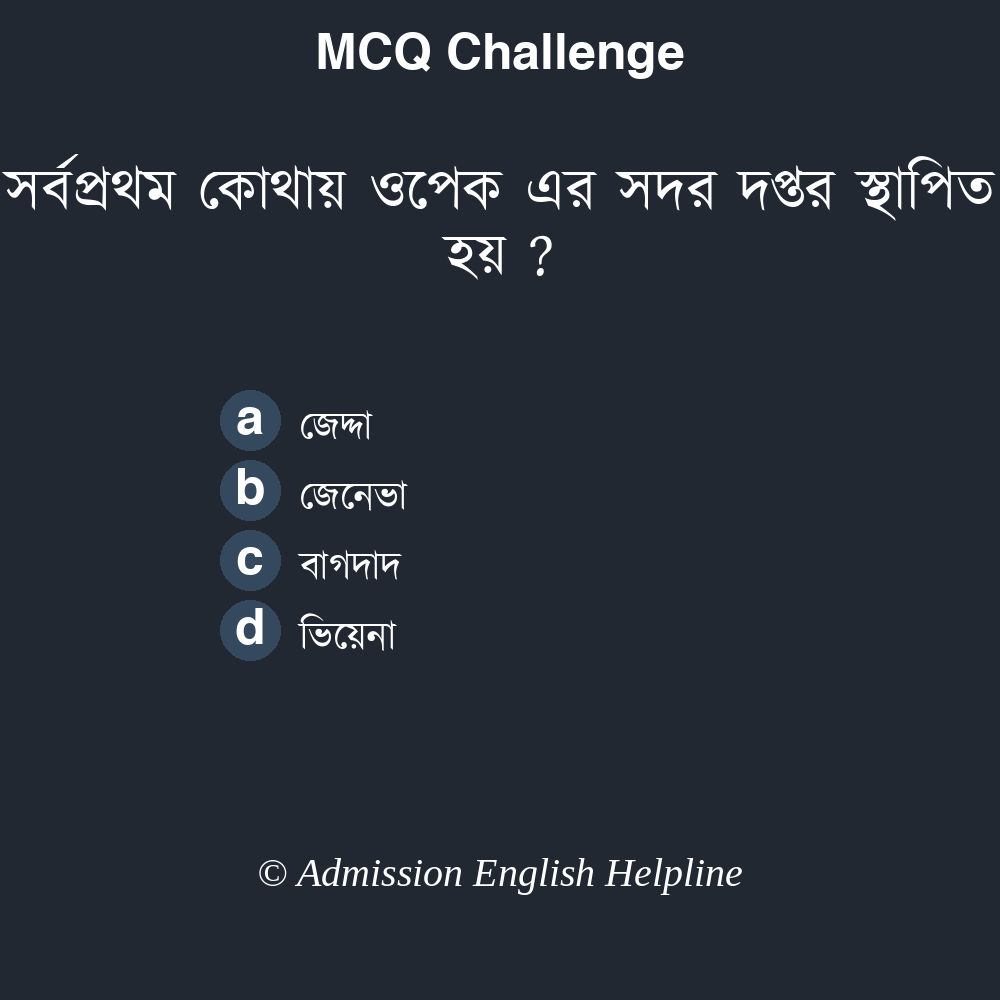 MCQ Challenge
সর্বপ্রথম কোথায় ওপেক এর সদর দপ্তর স্থাপিত
হয় ?
a জেদ্দা
b জেনেভা
c বাগদাদ
d ভিয়েনা
© Admission English Helpline